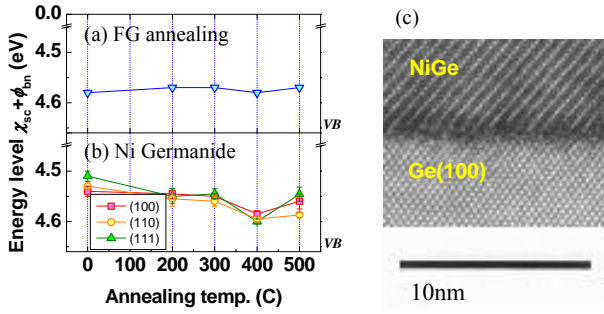 0.0
(a) FG annealing
4.5
4.6
VB
(b) Ni Germanide
4.5
4.6
VB
(100)
(110)
(111)
0 100 200 300 400 500
Annealing temp. (C)
Energy level χsc+ϕbn (eV)
(c)
NiGe
Ge(100)
10nm